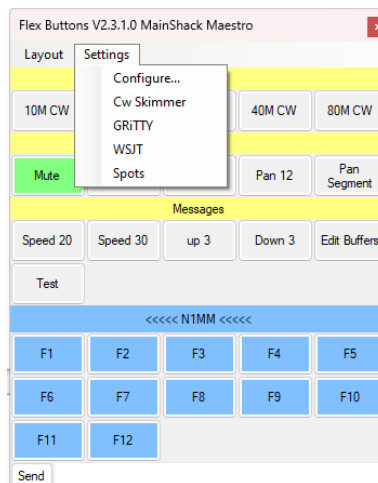 Flex Buttons V2.3.1.0 MainShack Maestro
Layout Settings
Configure...
Cw Skimmer
GRiTTY
WSJT
Spots
10M CW 40M CW 80M CW
Mute Pan 12 Pan Segment
Messages
Speed 20 Speed 30 up 3 Down 3 Edit Buffers
Test
<<<<< N1MM <<<<<
F1 F2 F3 F4 F5
F6 F7 F8 F9 F10
F11 F12
Send